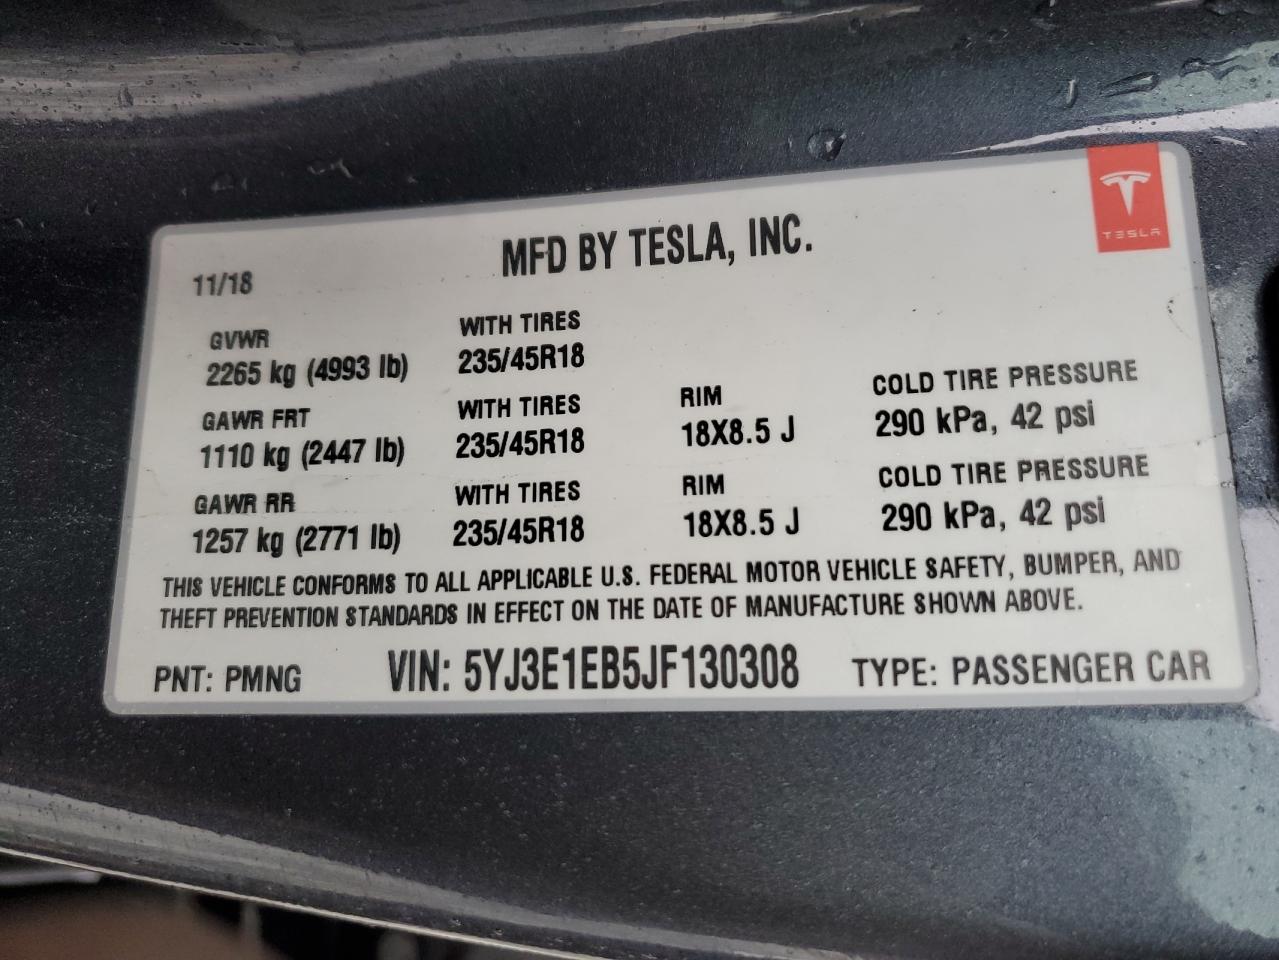 TESLA
MFD BY TESLA, INC.
11/18
GVWR WITH TIRES
2265 kg (4993 lb) 235/45R18
GAWR FRT WITH TIRES RIM COLD TIRE PRESSURE
1110 kg (2447 lb) 235/45R18 18X8.5 J 290 kPa, 42 psi
GAWR RR WITH TIRES RIM COLD TIRE PRESSURE
1257 kg (2771 lb) 235/45R18 18X8.5 J 290 kPa, 42 psi
THIS VEHICLE CONFORMS TO ALL APPLICABLE U.S. FEDERAL MOTOR VEHICLE SAFETY, BUMPER, AND
THEFT PREVENTION STANDARDS IN EFFECT ON THE DATE OF MANUFACTURE SHOWN ABOVE.
PNT: PMNG VIN: 5YJ3E1EB5JF130308 TYPE: PASSENGER CAR